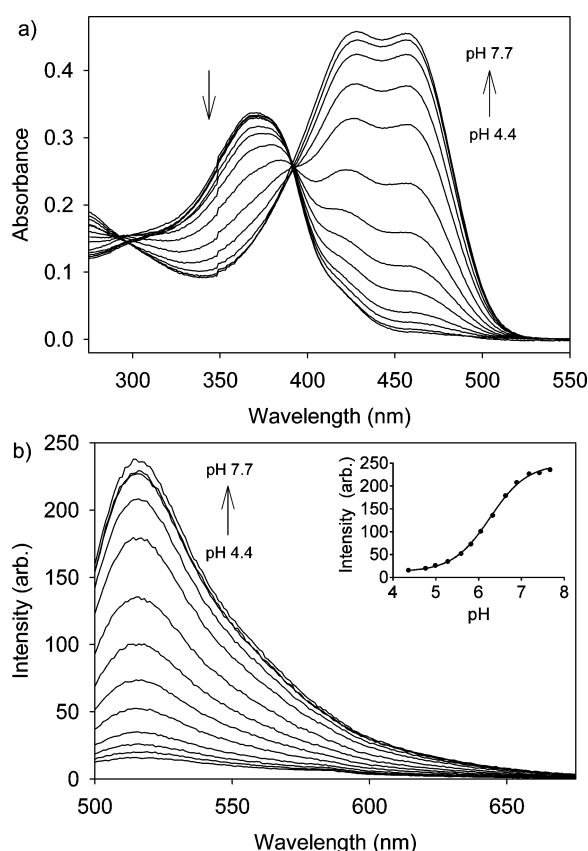 a)
0.4
0.3
0.2
0.1
0.0
Absorbance
pH 7.7
pH 4.4
300 350 400 450 500 550
Wavelength (nm)
b)
250
200
150
100
50
0
Intensity (arb.)
pH 7.7
pH 4.4
250
200
150
100
50
0
Intensity (arb.)
4 5 6 7 8
pH
500 550 600 650
Wavelength (nm)